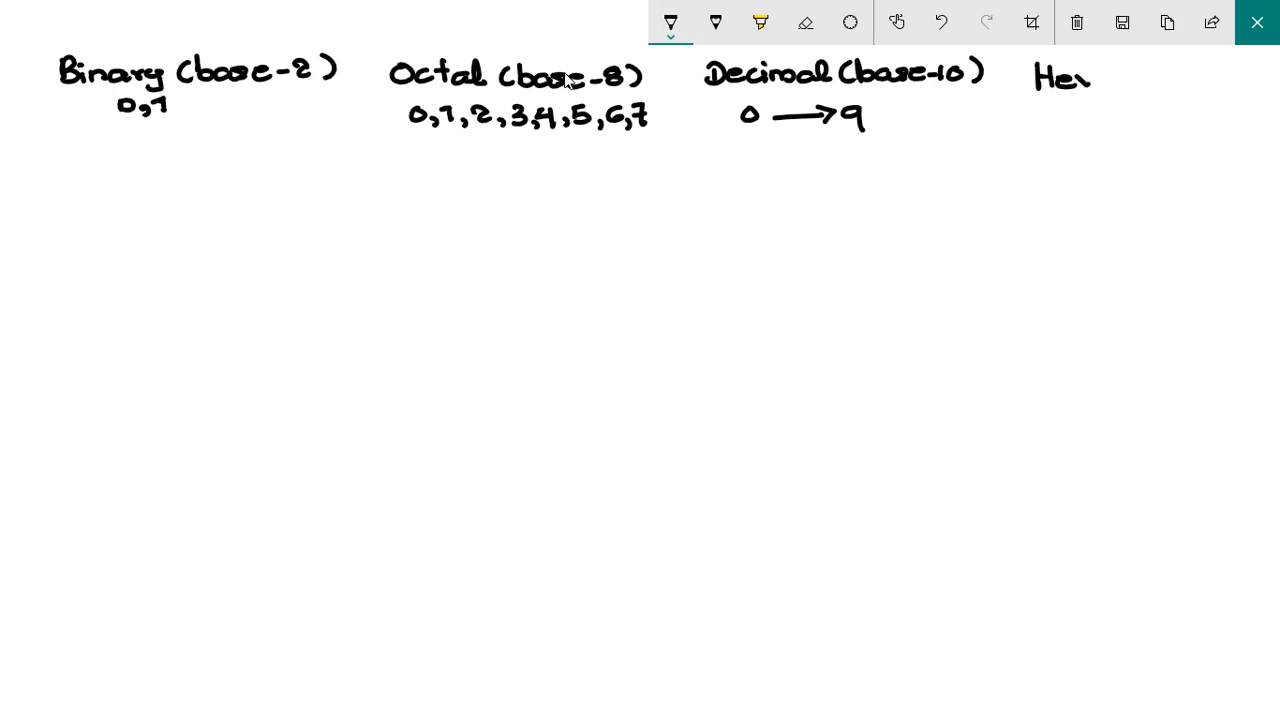 Binary (base-2) Octal (base-8) Decimal (base-10) Hex
0,1 0,1,2,3,4,5,6,7 0 → 9